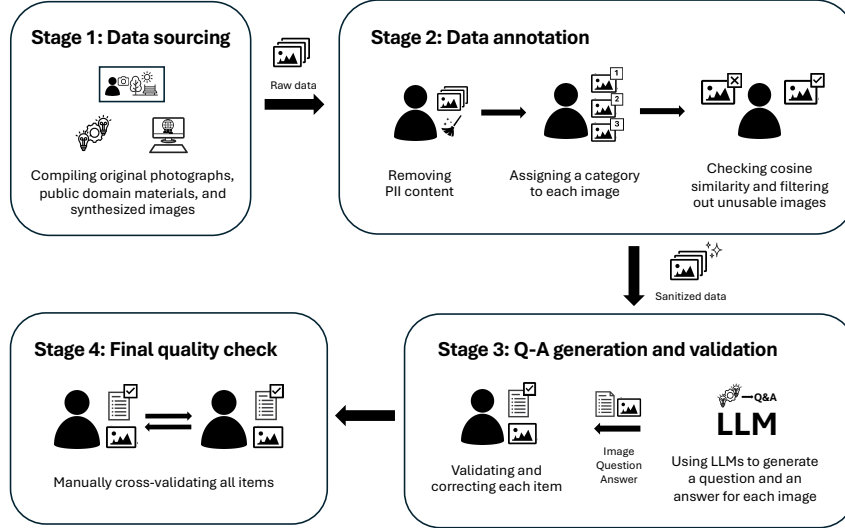 Stage 1: Data sourcing
Compiling original photographs,
public domain materials, and
synthesized images
Raw data
Stage 2: Data annotation
Removing
PII content
1
2
3
Assigning a category
to each image
Checking cosine
similarity and filtering
out unusable images
Sanitized data
Stage 3: Q-A generation and validation
Q&A
LLM
Using LLMs to generate
a question and an
answer for each image
Image
Question
Answer
Validating and
correcting each item
Stage 4: Final quality check
Manually cross-validating all items